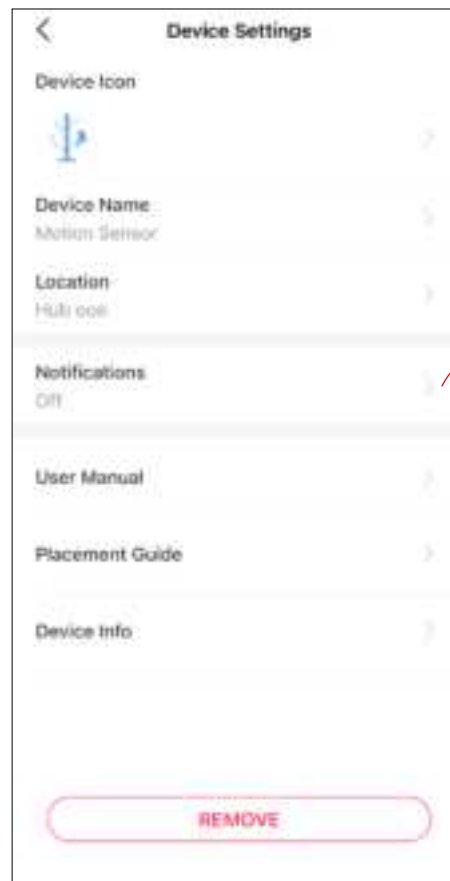 Device Settings
Device Icon
Device Name
Motion Sensor
Location
Hub
Notifications
Off
User Manual
Placement Guide
Device Info
REMOVE